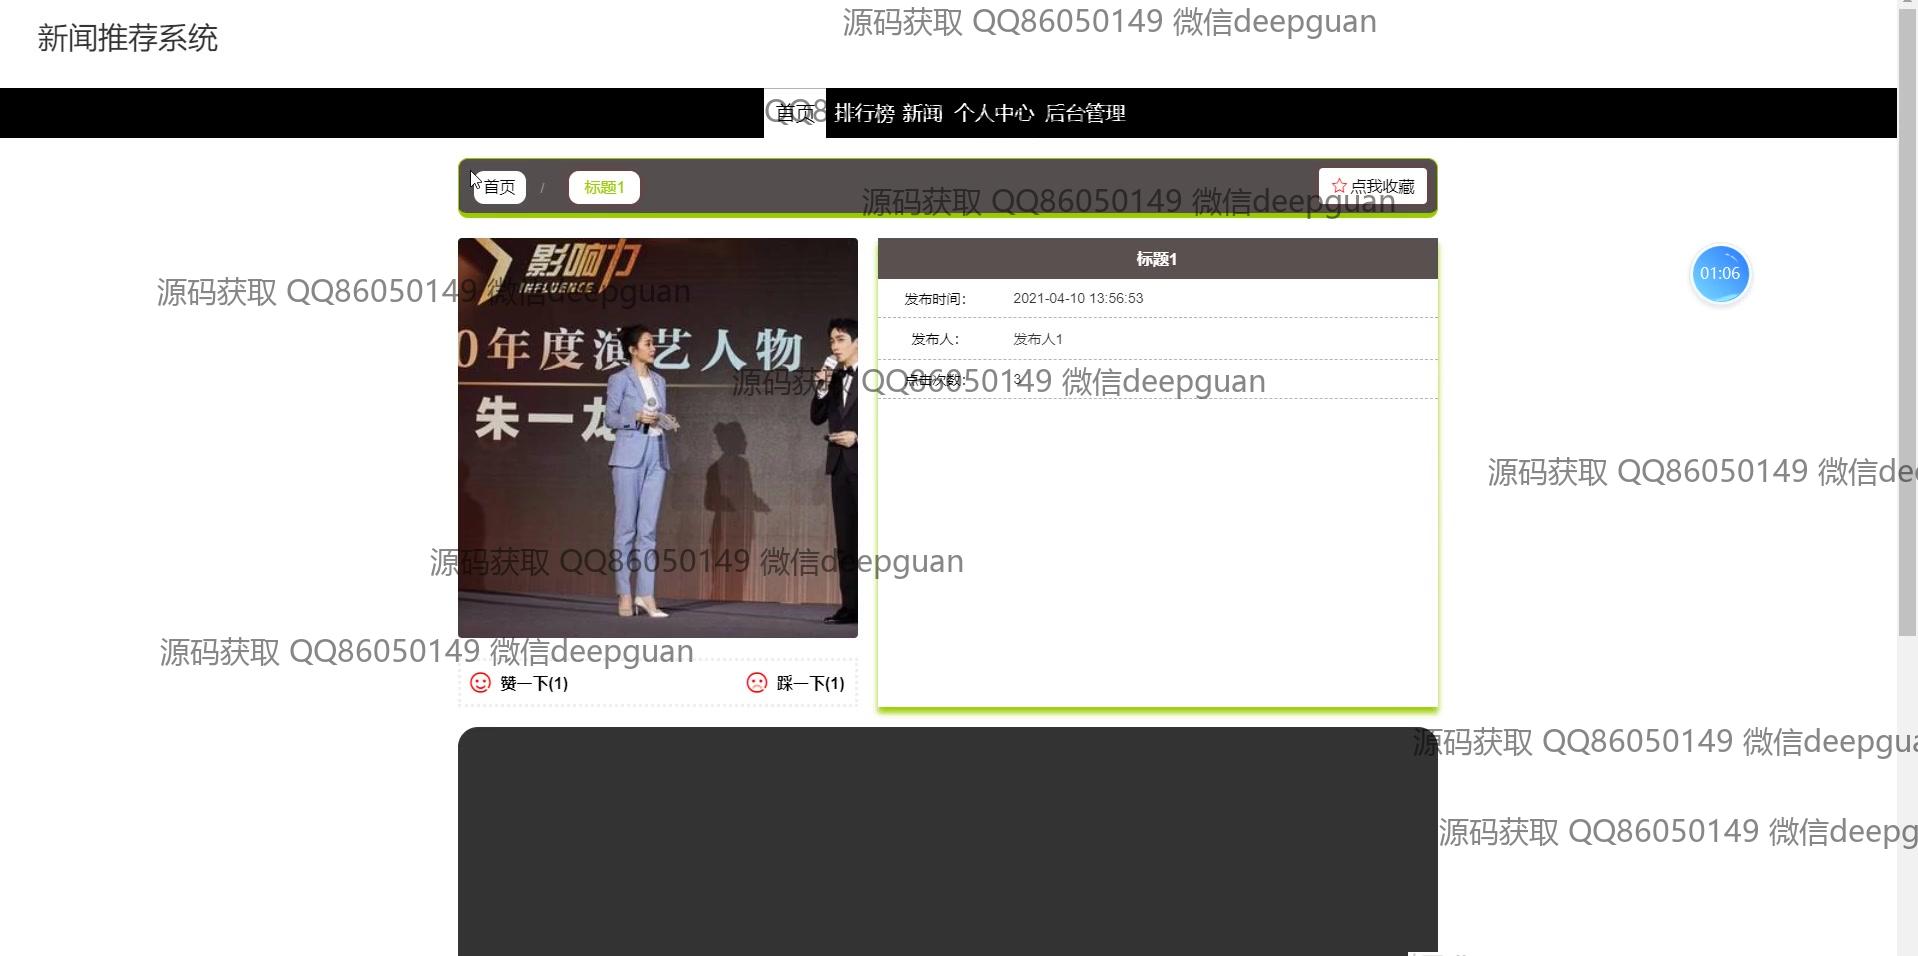 新闻推荐系统
源码获取 QQ86050149 微信deepguan
首页 排行榜 新闻 个人中心 后台管理
首页 / 标题1
点我收藏
源码获取 QQ86050149 微信deepguan
影响力
INFLUENCE
0年度演艺人物
朱一龙
标题1
发布时间： 2021-04-10 13:56:53
发布人： 发布人1
点击次数： 3
01:06
源码获取 QQ86050149 微信deepguan
源码获取 QQ86050149 微信deepguan
源码获取 QQ86050149 微信de
源码获取 QQ86050149 微信deepguan
源码获取 QQ86050149 微信deepguan
赞一下(1)
踩一下(1)
源码获取 QQ86050149 微信deepgua
源码获取 QQ86050149 微信deepg